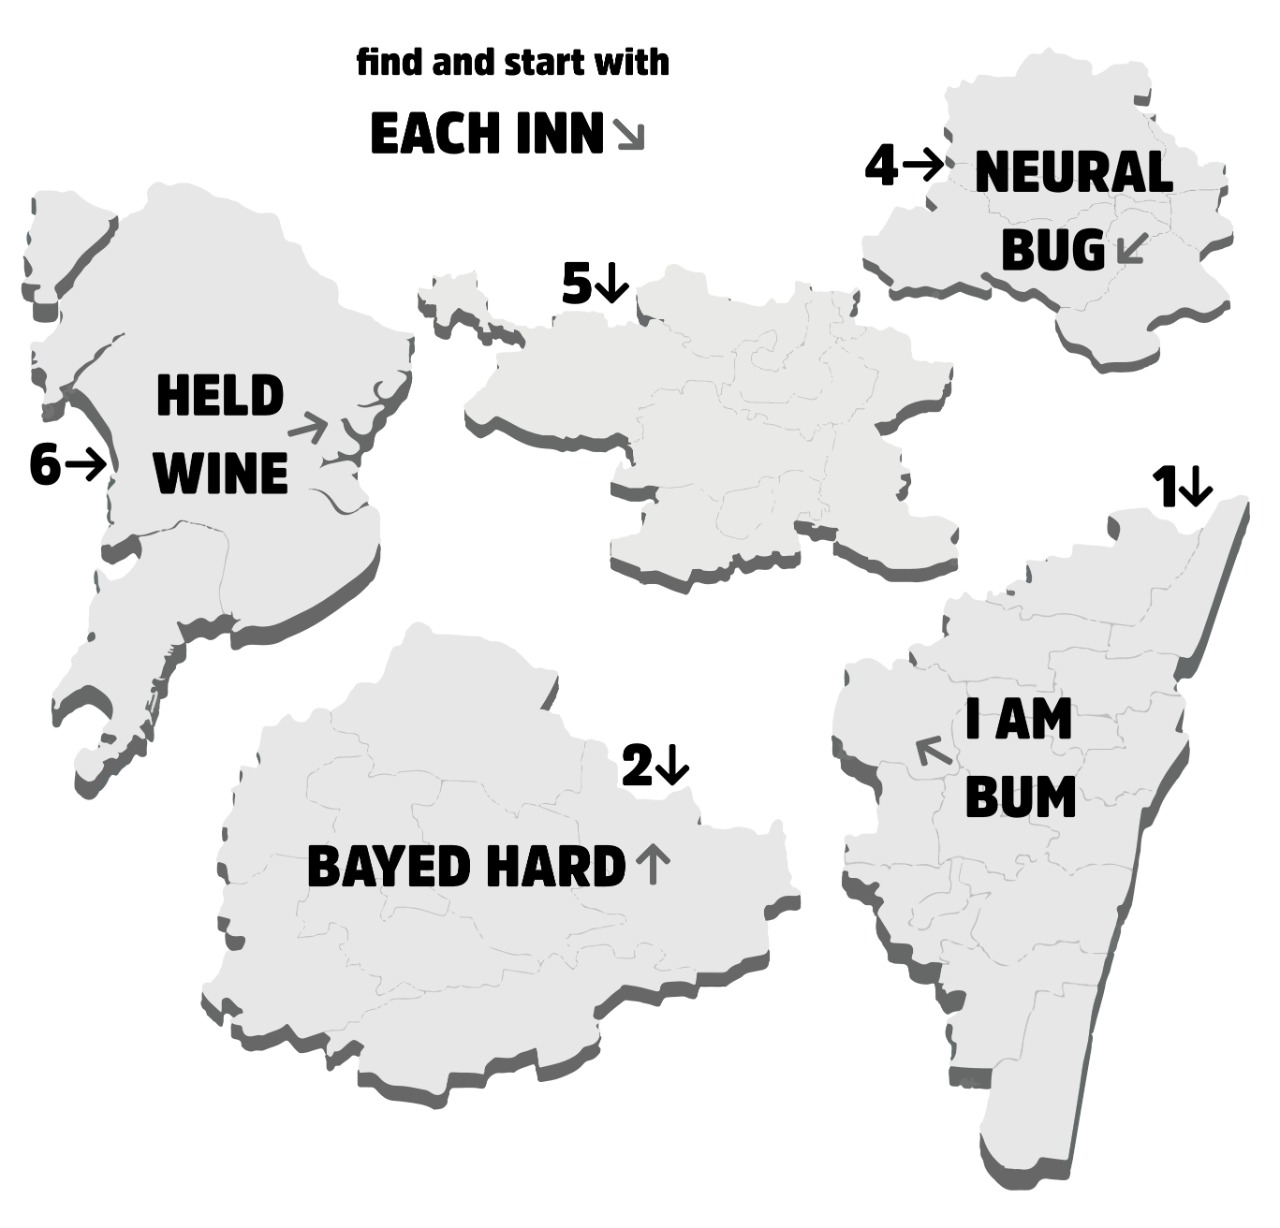 find and start with
EACH INN↘
4→
NEURAL
BUG↙
5↓
HELD
WINE→
6→
1↓
I AM
BUM↖
2↓
BAYED HARD↑